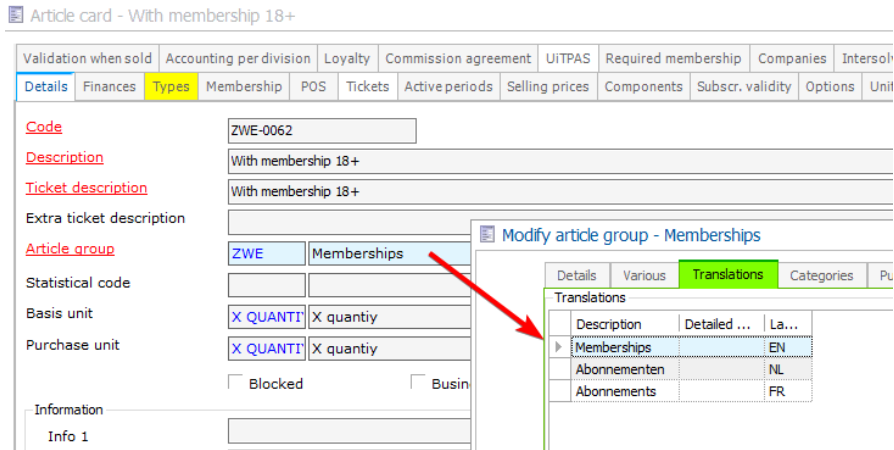 Article card - With membership 18+
Validation when sold Accounting per division Loyalty Commission agreement UiTPAS Required membership Companies Intersolv
Details Finances Types Membership POS Tickets Active periods Selling prices Components Subscr. validity Options Unit
Code ZWE-0062
Description With membership 18+
Ticket description With membership 18+
Extra ticket description
Article group ZWE Memberships
Statistical code
Basis unit X QUANTI X quantiy
Purchase unit X QUANTI X quantiy
Blocked Busin
Information
Info 1
Modify article group - Memberships
Details Various Translations Categories Pu
Translations
Description Detailed ... La...
Memberships EN
Abonnementen NL
Abonnements FR